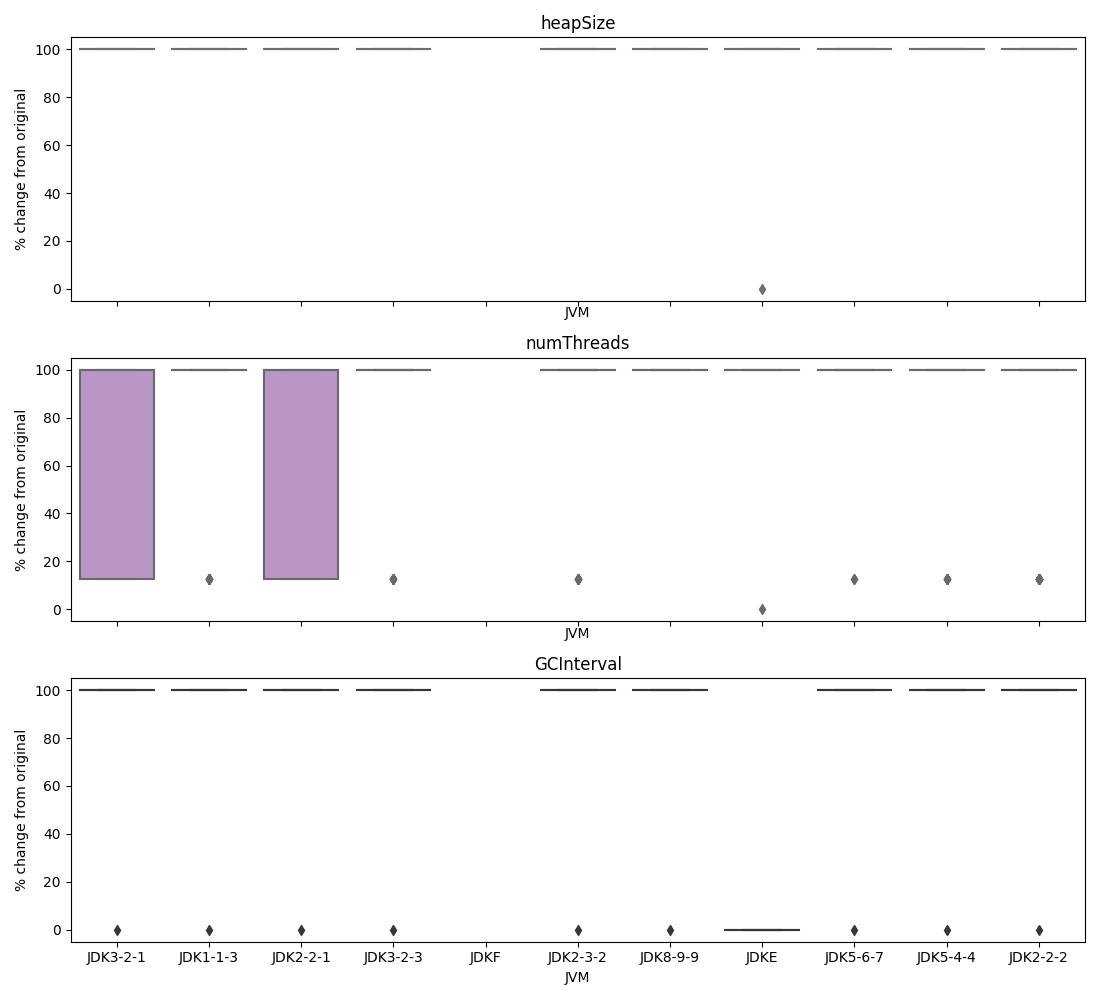 heapSize
100
80
60
40
20
0
% change from original
JVM
numThreads
100
80
60
40
20
0
% change from original
JVM
GCInterval
100
80
60
40
20
0
% change from original
JDK3-2-1 JDK1-1-3 JDK2-2-1 JDK3-2-3 JDKF JDK2-3-2 JDK8-9-9 JDKE JDK5-6-7 JDK5-4-4 JDK2-2-2
JVM